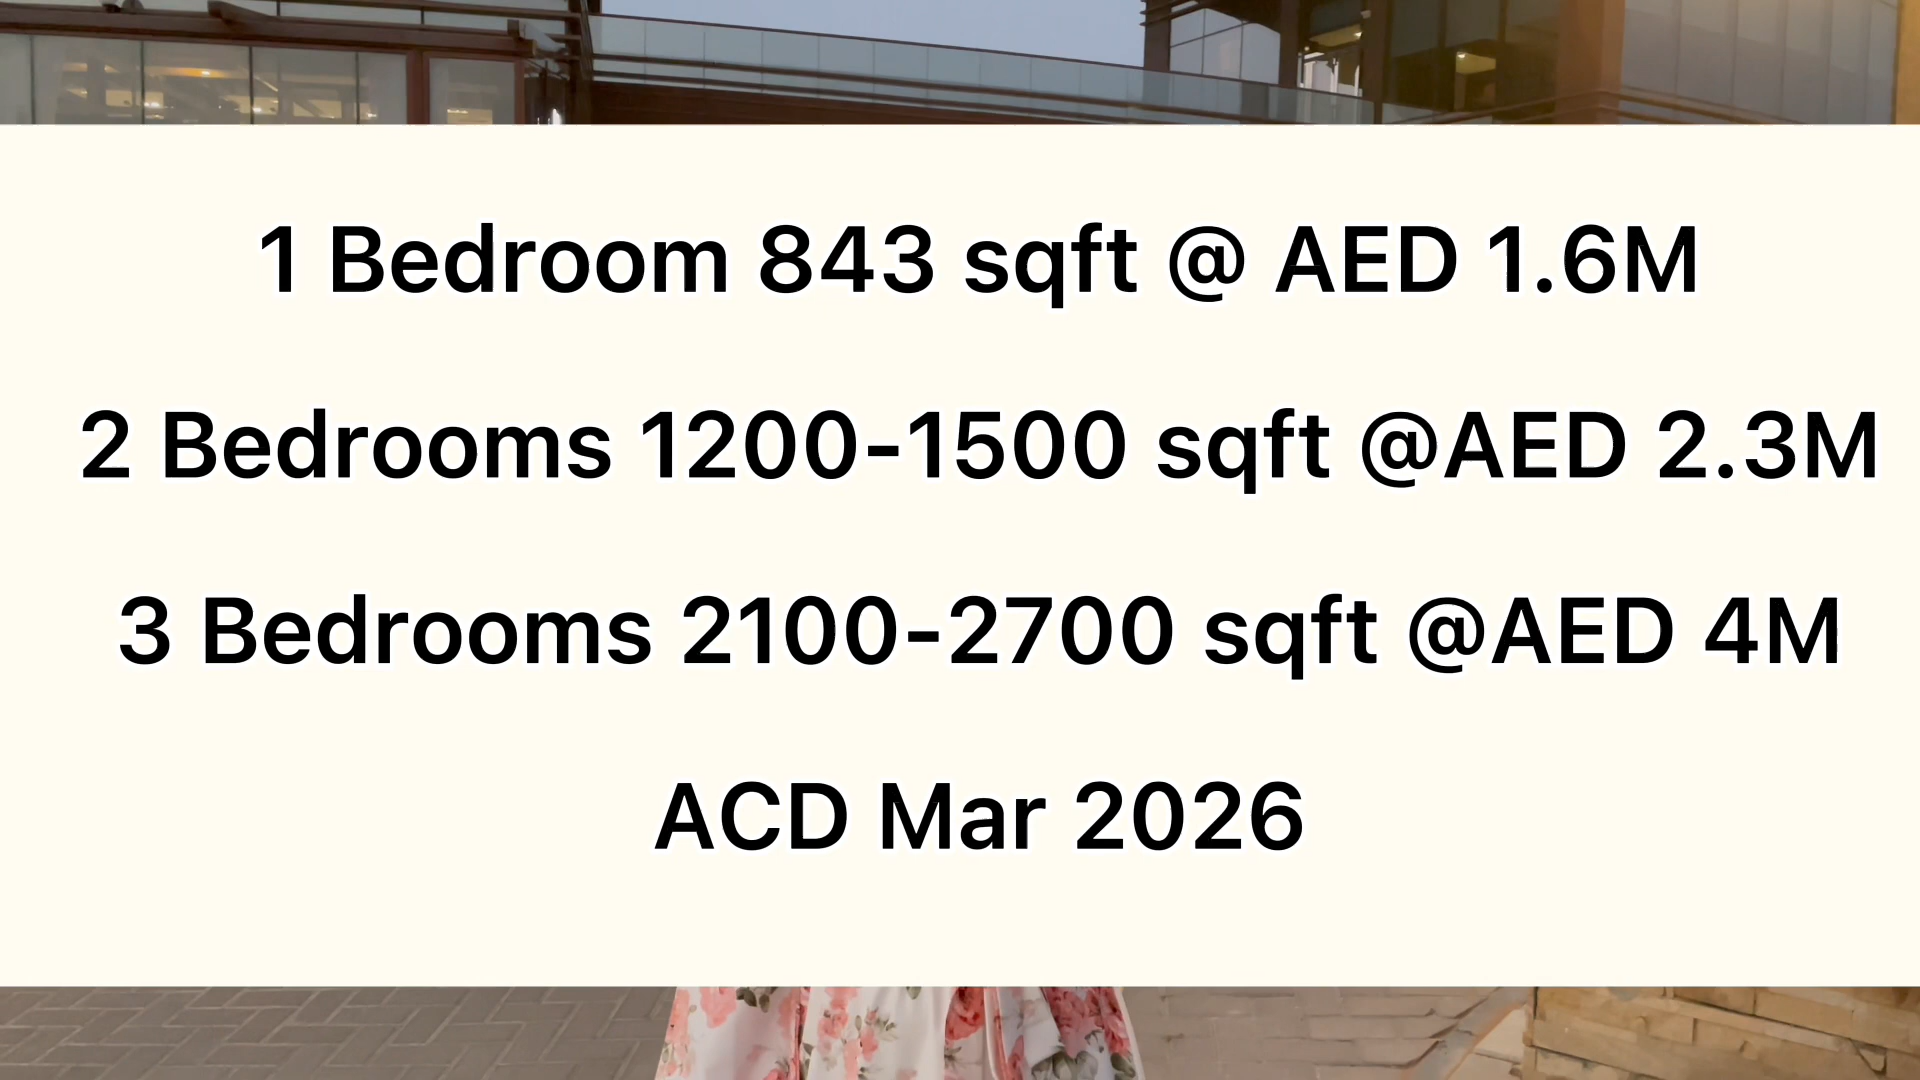 1 Bedroom 843 sqft @ AED 1.6M
2 Bedrooms 1200-1500 sqft @AED 2.3M
3 Bedrooms 2100-2700 sqft @AED 4M
ACD Mar 2026